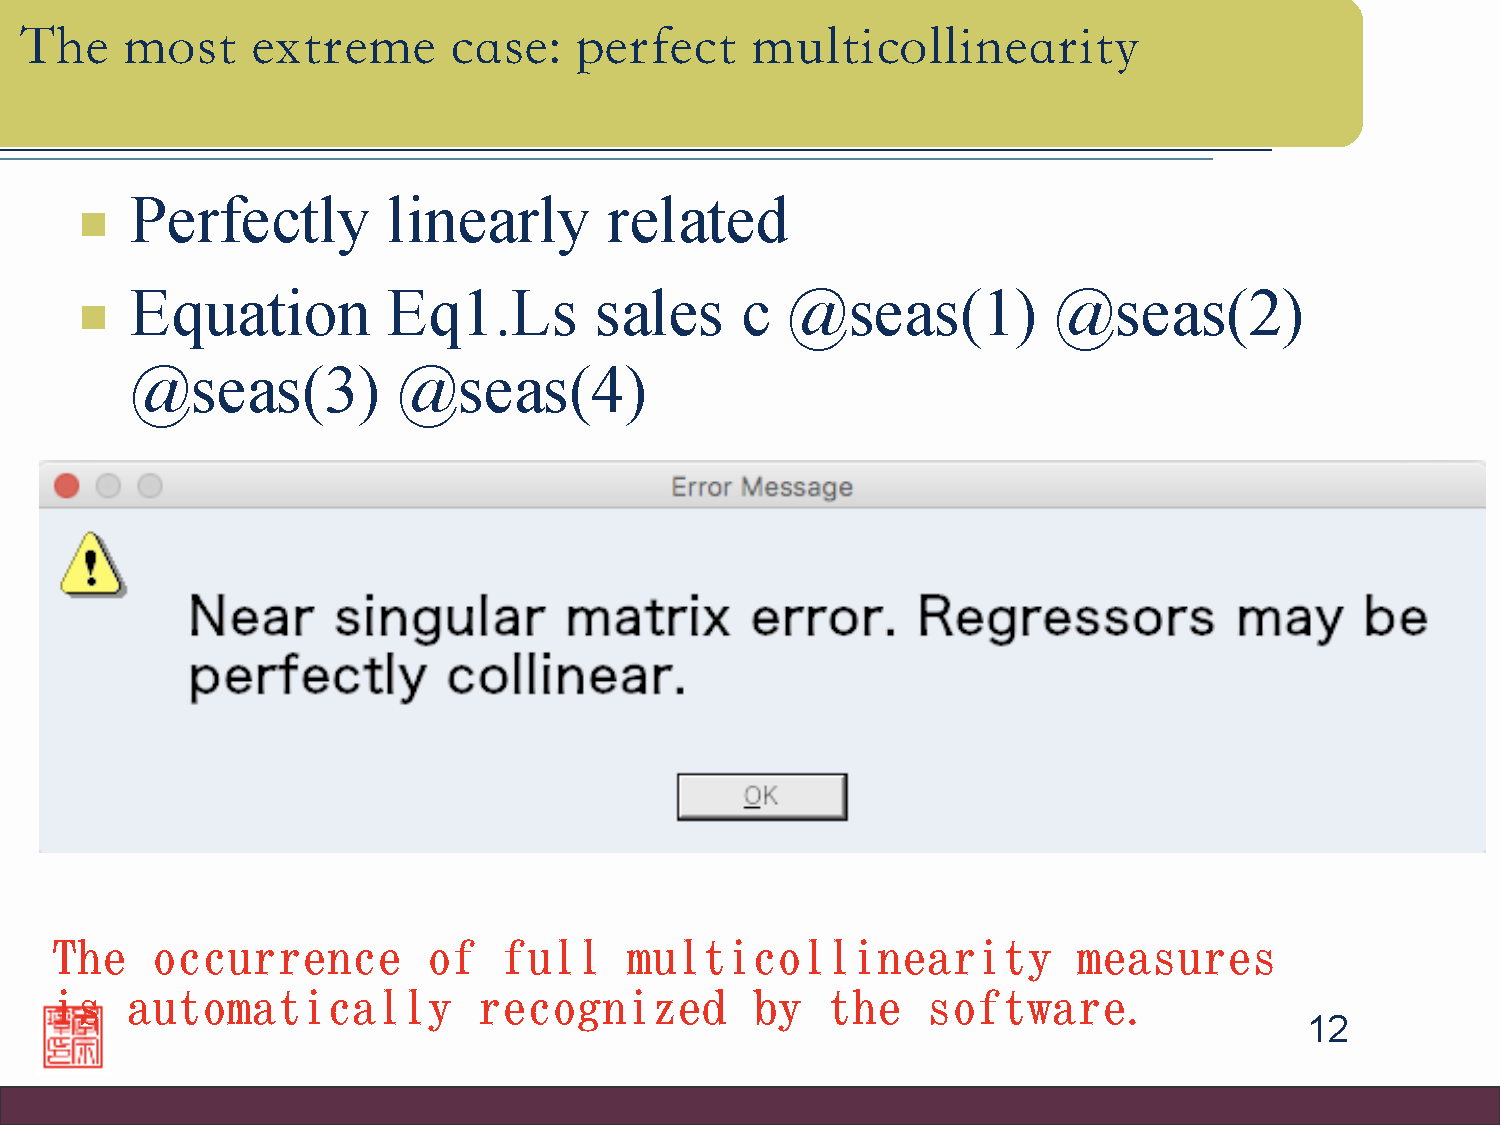 The most extreme case: perfect multicollinearity
Perfectly linearly related
Equation Eq1.Ls sales c @seas(1) @seas(2)
@seas(3) @seas(4)
Error Message
Near singular matrix error. Regressors may be
perfectly collinear.
OK
The occurrence of full multicollinearity measures
is automatically recognized by the software.
12